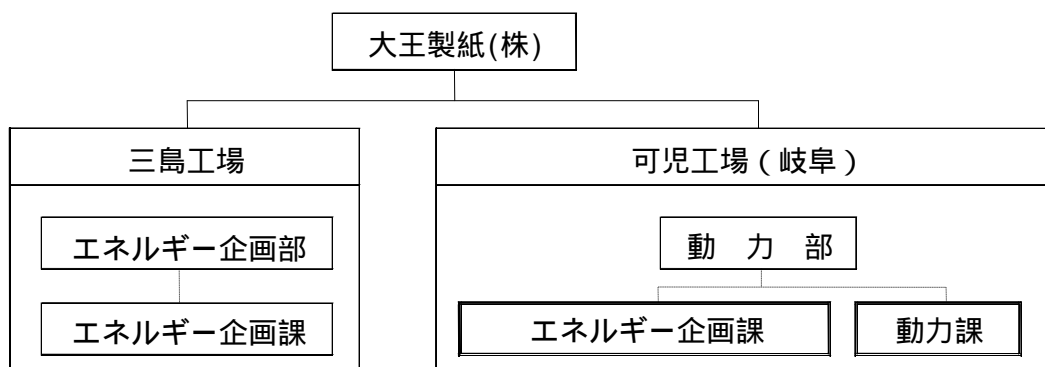 大王製紙(株)
三島工場
エネルギー企画部
エネルギー企画課
可児工場(岐阜)
動 力 部
エネルギー企画課
動力課